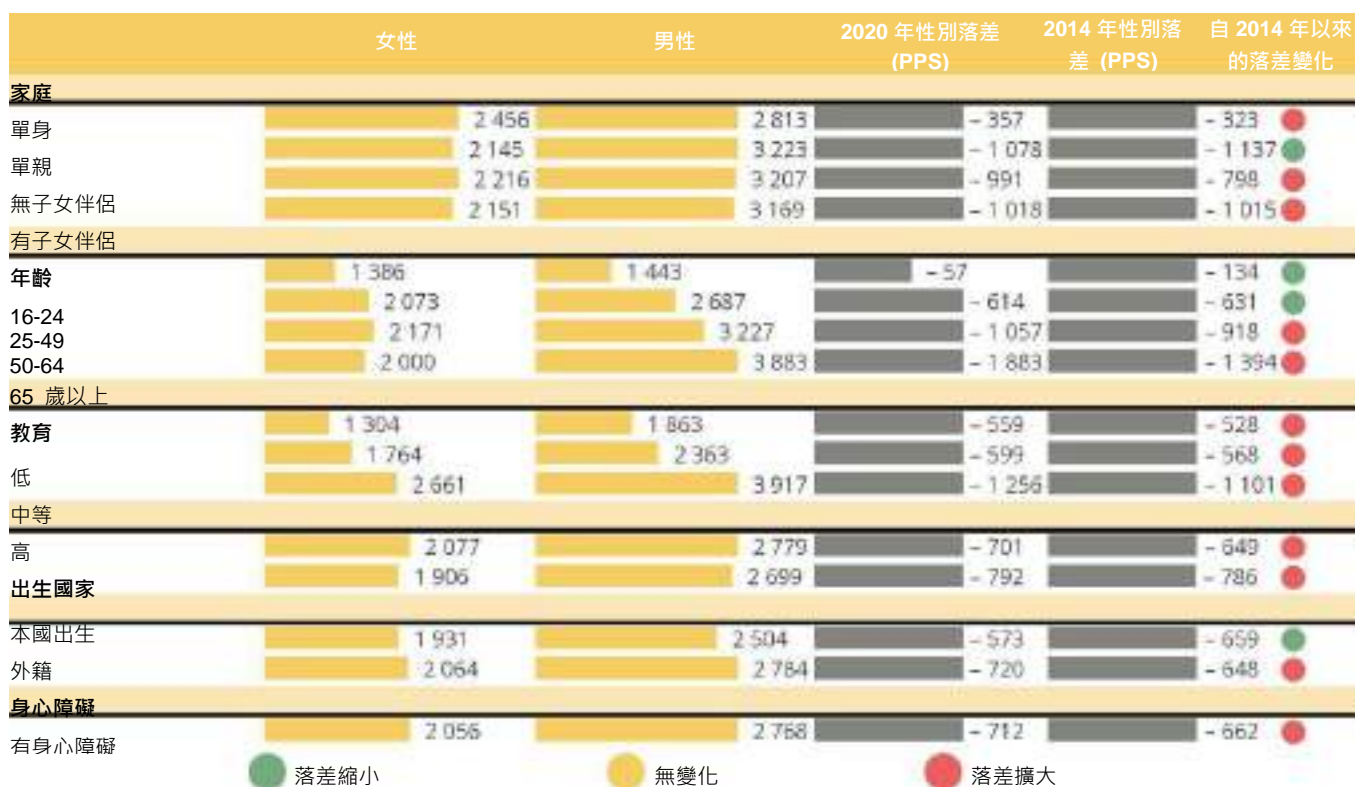 女性 男性 2020 年性別落差 (PPS) 2014 年性別落差 (PPS) 自 2014 年以來的落差變化
家庭
單身 2 456 2 813 - 357 - 323
單親 2 145 3 223 - 1 078 - 1 137
無子女伴侶 2 216 3 207 - 991 - 798
有子女伴侶 2 151 3 169 - 1 018 - 1 015
年齡 1 386 1 443 - 57 - 134
16-24 2 073 2 687 - 614 - 631
25-49 2 171 3 227 - 1 057 - 918
50-64 2 000 3 883 - 1 883 - 1 394
65 歲以上
教育 1 304 1 863 - 559 - 528
低 1 764 2 363 - 599 - 568
中等 2 661 3 917 - 1 256 - 1 101
高 2 077 2 779 - 701 - 649
出生國家 1 906 2 699 - 792 - 786
本國出生 1 931 2 504 - 573 - 659
外籍 2 064 2 784 - 720 - 648
身心障礙
有身心障礙 2 056 2 768 - 712 - 662
落差縮小 無變化 落差擴大